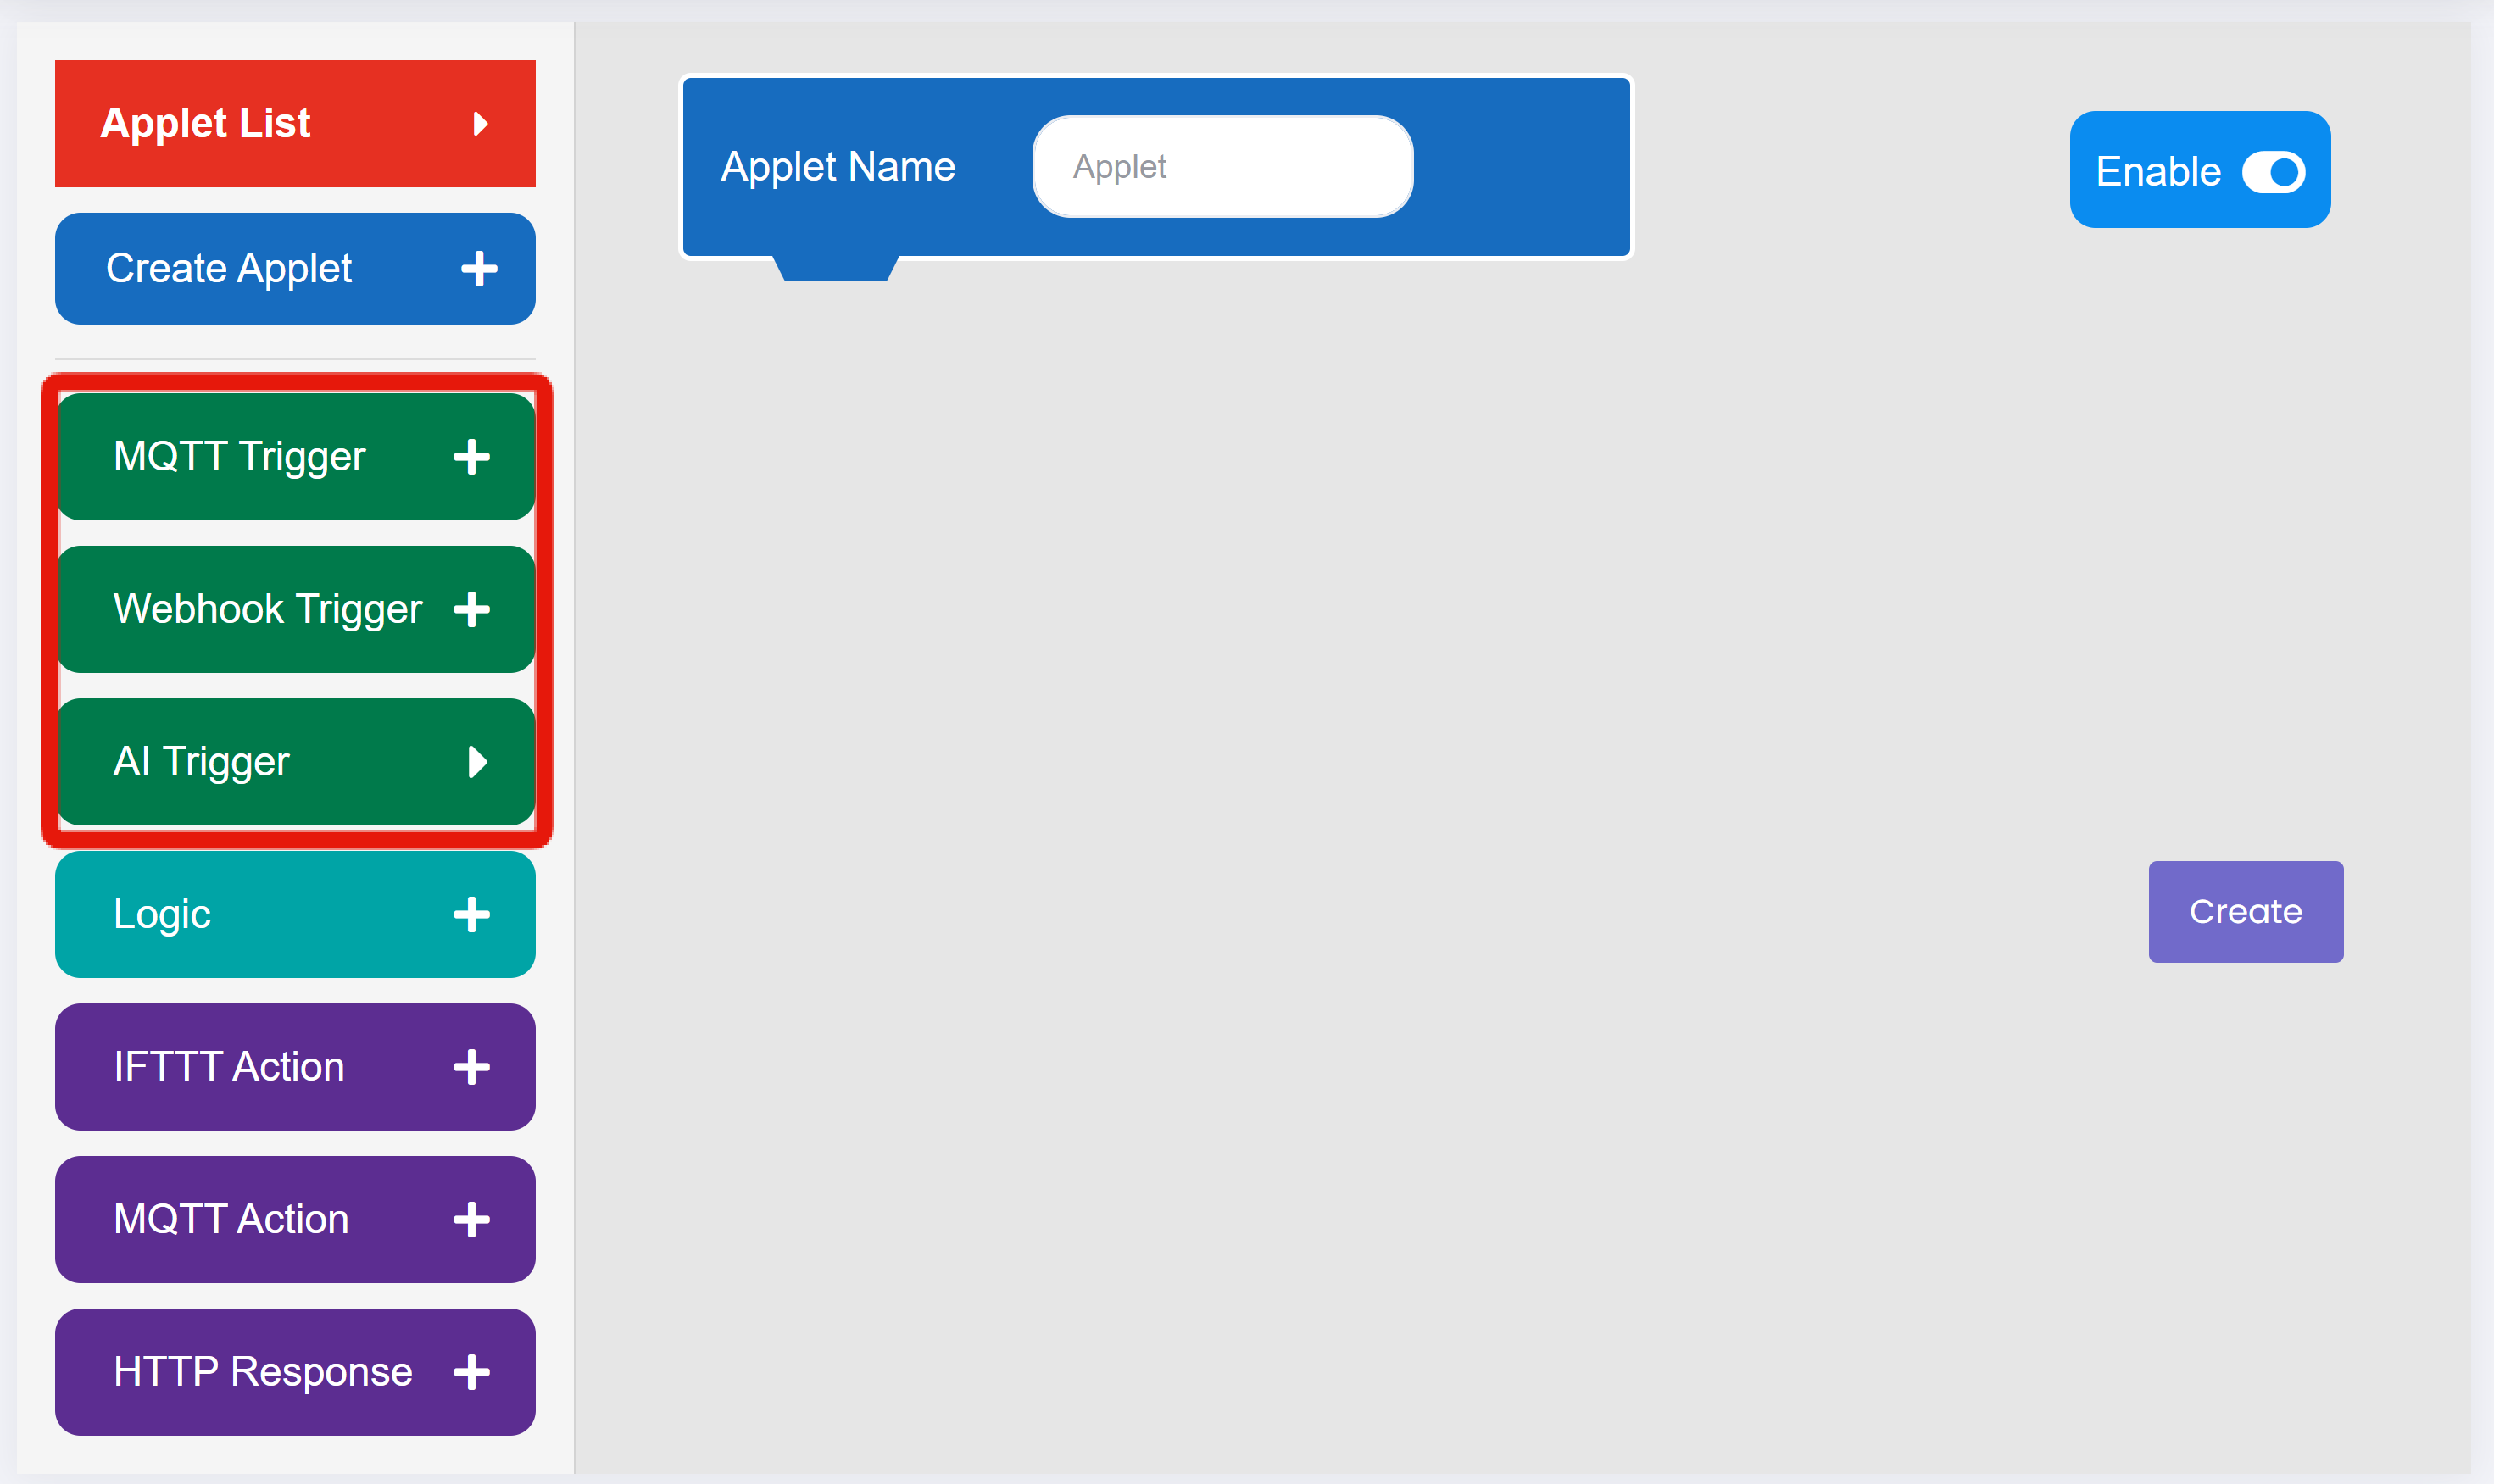 Applet List
Create Applet
MQTT Trigger
Webhook Trigger
AI Trigger
Logic
IFTTT Action
MQTT Action
HTTP Response
Applet Name
Applet
Enable
Create